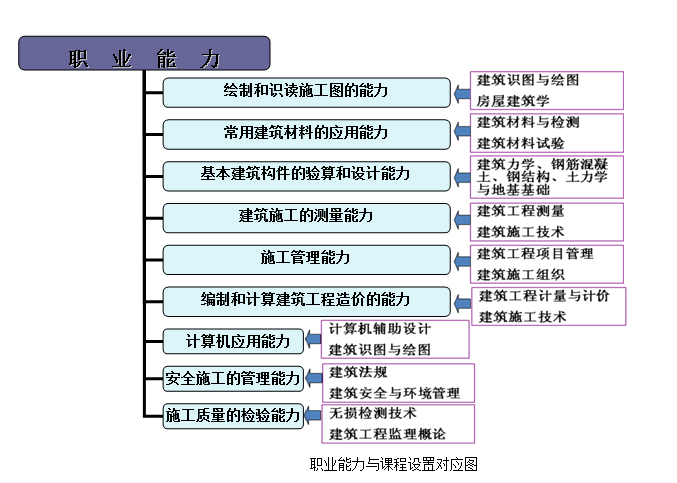 职 业 能 力
绘制和识读施工图的能力
建筑识图与绘图
房屋建筑学
常用建筑材料的应用能力
建筑材料与检测
建筑材料试验
基本建筑构件的验算和设计能力
建筑力学、钢筋混凝
土、钢结构、土力学
与地基基础
建筑施工的测量能力
建筑工程测量
建筑施工技术
施工管理能力
建筑工程项目管理
建筑施工组织
编制和计算建筑工程造价的能力
建筑工程计量与计价
建筑施工技术
计算机应用能力
计算机辅助设计
建筑识图与绘图
安全施工的管理能力
建筑法规
建筑安全与环境管理
施工质量的检验能力
无损检测技术
建筑工程监理概论
职业能力与课程设置对应图